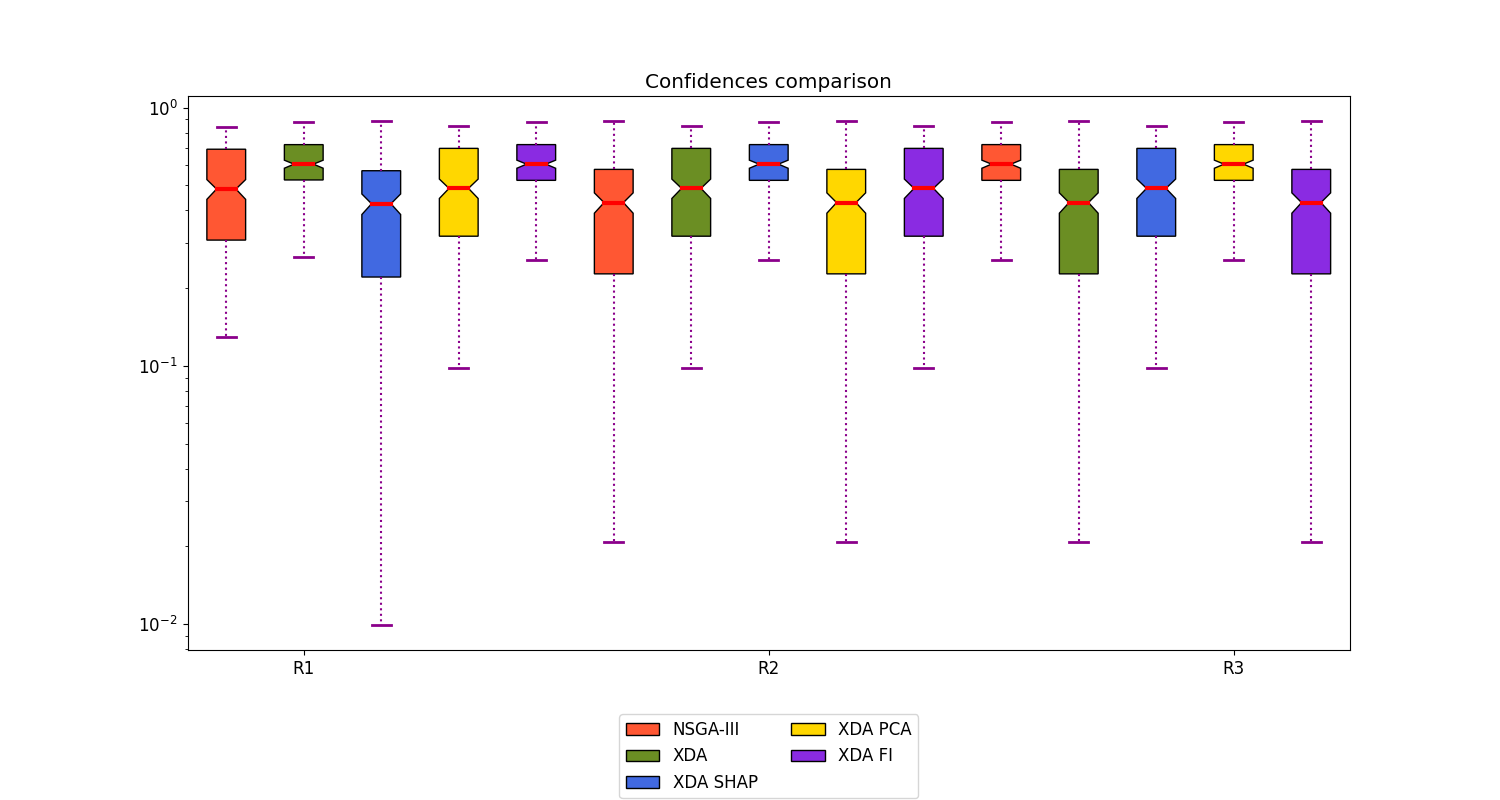 Confidences comparison
10⁰
10⁻¹
10⁻²
R1 R2 R3
NSGA-III XDA PCA
XDA XDA FI
XDA SHAP